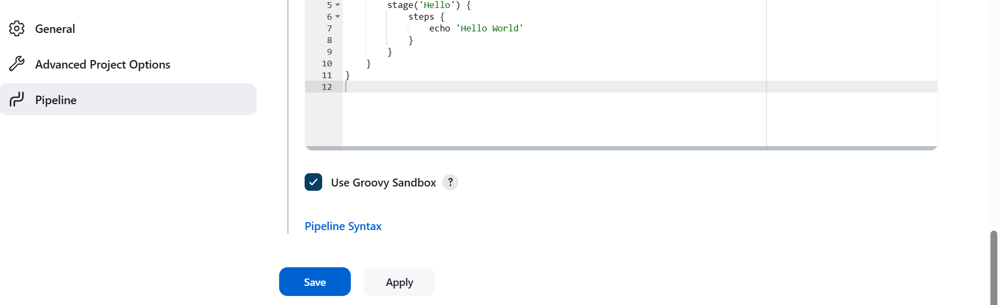 General
Advanced Project Options
Pipeline
5 stage('Hello') {
6 steps {
7 echo 'Hello World'
8 }
9 }
10 }
11 }
12
Use Groovy Sandbox ?
Pipeline Syntax
Save
Apply